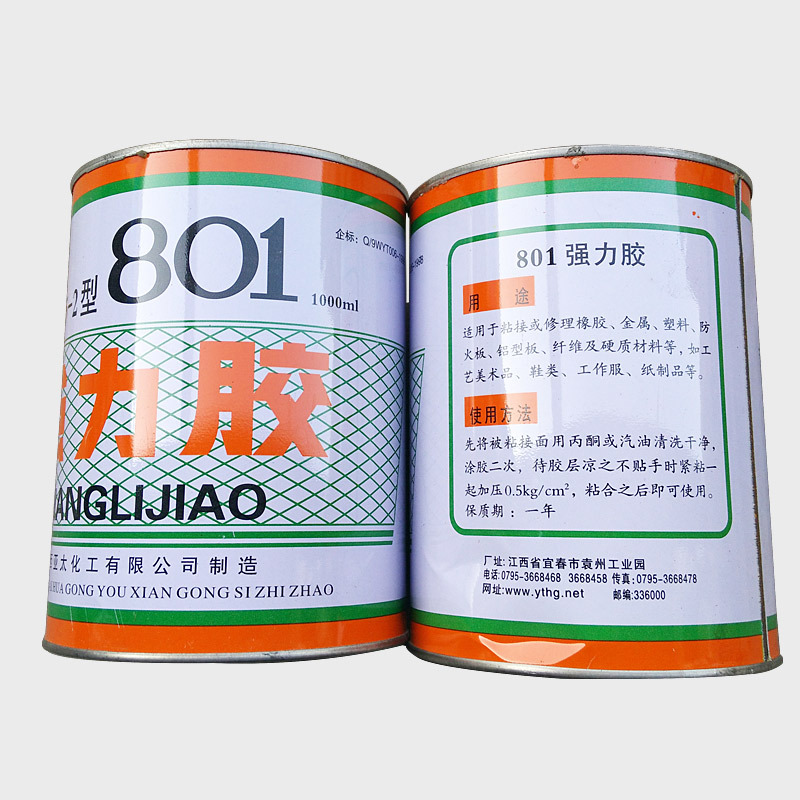 801
企标：Q/9WYT006-
-2型
1000ml
力胶
ANGLIJIAO
亚太化工有限公司制造
HUA GONG YOU XIAN GONG SI ZHI ZHAO
801强力胶
用 途
适用于粘接或修理橡胶、金属、塑料、防
火板、铝型板、纤维及硬质材料等，如工
艺美术品、鞋类、工作服、纸制品等。
使用方法
先将被粘接面用丙酮或汽油清洗干净，
涂胶二次，待胶层凉之不贴手时紧粘一
起加压0.5kg/cm²，粘合之后即可使用。
保质期：一年
厂址：江西省宜春市袁州工业园
电话：0795-3668468 3668458 传真：0795-3668478
网址：www.ythg.net 邮编：336000